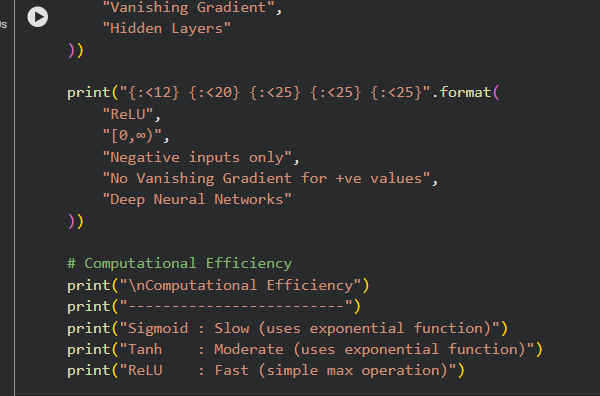 s
"Vanishing Gradient",
"Hidden Layers"
))
print("{:<12} {:<20} {:<25} {:<25} {:<25}".format(
"ReLU",
"[0,∞)",
"Negative inputs only",
"No Vanishing Gradient for +ve values",
"Deep Neural Networks"
))
# Computational Efficiency
print("\nComputational Efficiency")
print("-------------------------")
print("Sigmoid : Slow (uses exponential function)")
print("Tanh    : Moderate (uses exponential function)")
print("ReLU    : Fast (simple max operation)")